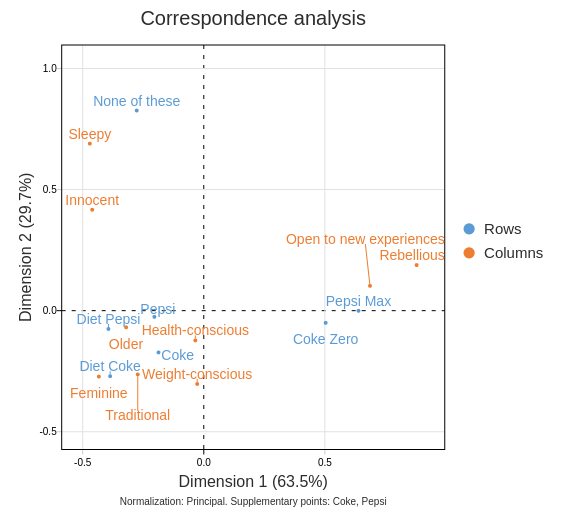 Correspondence analysis
1.0
None of these
Sleepy
0.5
Innocent
Open to new experiences
Rebellious
Rows
Columns
Dimension 2 (29.7%)
Pepsi Max
0.0
Pepsi
Diet Pepsi
Health-conscious
Coke Zero
Older
Coke
Diet Coke
Weight-conscious
Feminine
Traditional
-0.5
-0.5
0.0
0.5
Dimension 1 (63.5%)
Normalization: Principal. Supplementary points: Coke, Pepsi